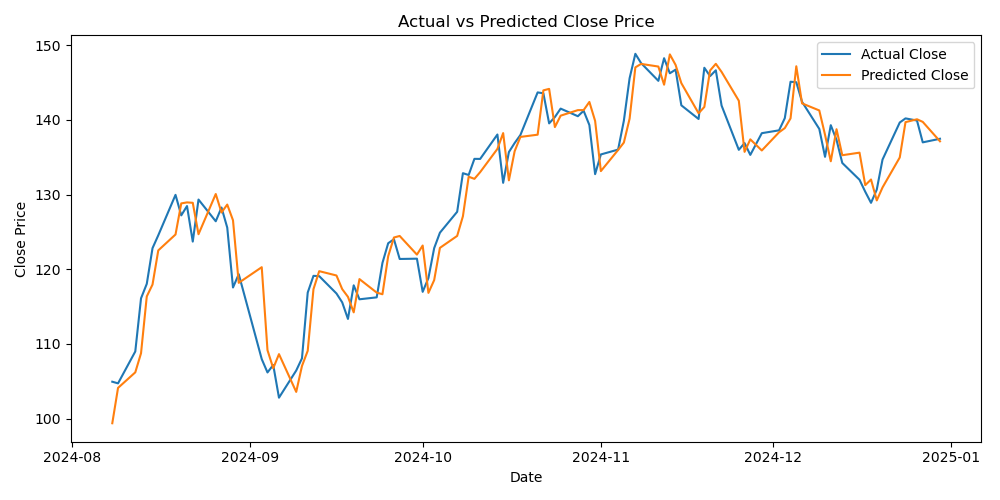 Actual vs Predicted Close Price
Actual Close
Predicted Close
Close Price
150
140
130
120
110
100
2024-08
2024-09
2024-10
2024-11
2024-12
2025-01
Date